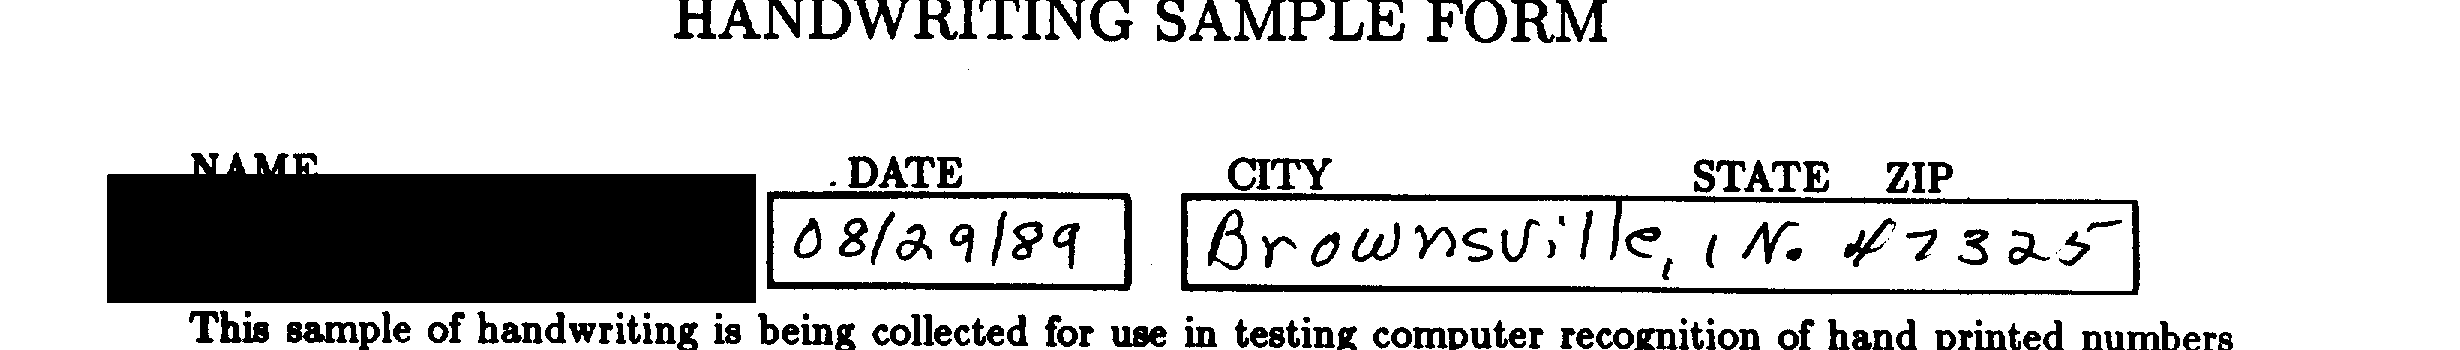 HANDWRITING SAMPLE FORM
NAME DATE CITY STATE ZIP
08/29/89 Brownsville, IN. 47325
This sample of handwriting is being collected for use in testing computer recognition of hand printed numbers